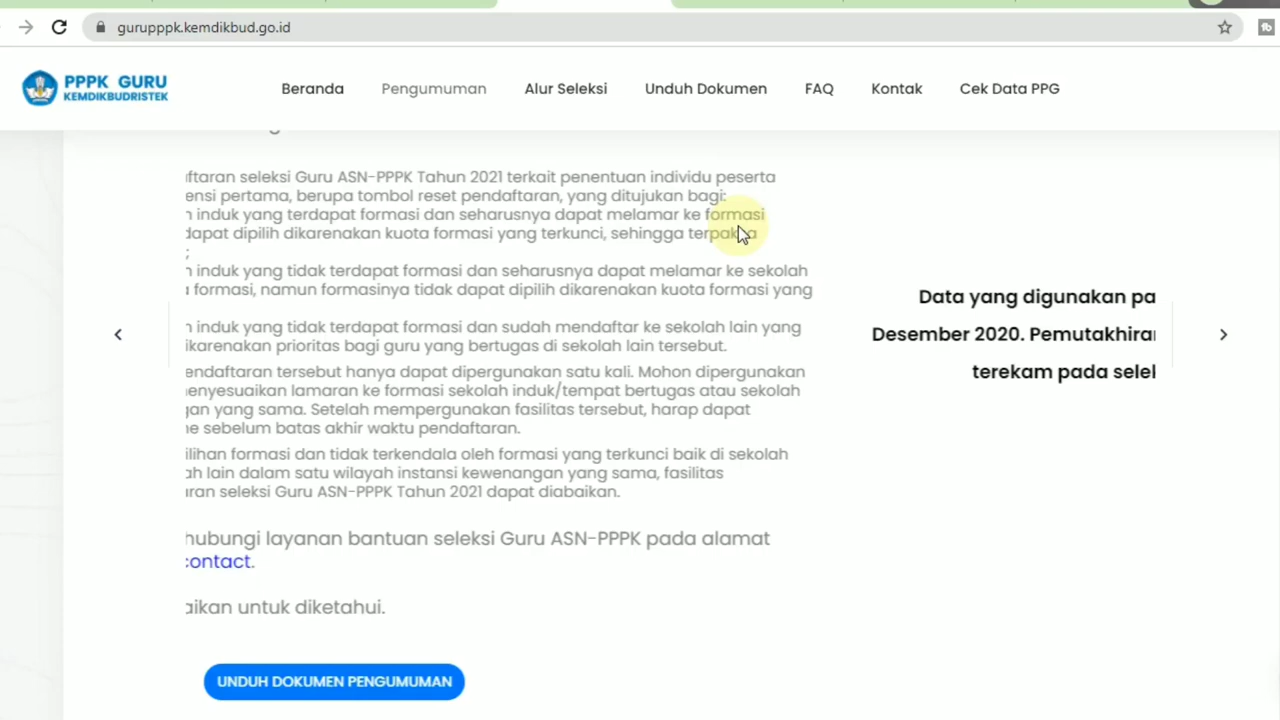 gurupppk.kemdikbud.go.id
PPPK GURU
KEMDIKBUDRISTEK
Beranda
Pengumuman
Alur Seleksi
Unduh Dokumen
FAQ
Kontak
Cek Data PPG
ftaran seleksi Guru ASN-PPPK Tahun 2021 terkait penentuan individu peserta
ensi pertama, berupa tombol reset pendaftaran, yang ditujukan bagi:
induk yang terdapat formasi dan seharusnya dapat melamar ke formasi
dapat dipilih dikarenakan kuota formasi yang terkunci, sehingga terpaksa
;
induk yang tidak terdapat formasi dan seharusnya dapat melamar ke sekolah
formasi, namun formasinya tidak dapat dipilih dikarenakan kuota formasi yang
induk yang tidak terdapat formasi dan sudah mendaftar ke sekolah lain yang
ikarenakan prioritas bagi guru yang bertugas di sekolah lain tersebut.
endaftaran tersebut hanya dapat dipergunakan satu kali. Mohon dipergunakan
enyesuaikan lamaran ke formasi sekolah induk/tempat bertugas atau sekolah
gan yang sama. Setelah mempergunakan fasilitas tersebut, harap dapat
ne sebelum batas akhir waktu pendaftaran.
ilihan formasi dan tidak terkendala oleh formasi yang terkunci baik di sekolah
ah lain dalam satu wilayah instansi kewenangan yang sama, fasilitas
aran seleksi Guru ASN-PPPK Tahun 2021 dapat diabaikan.
hubungi layanan bantuan seleksi Guru ASN-PPPK pada alamat
contact.
aikan untuk diketahui.
UNDUH DOKUMEN PENGUMUMAN
Data yang digunakan pa
Desember 2020. Pemutakhiran
terekam pada selel